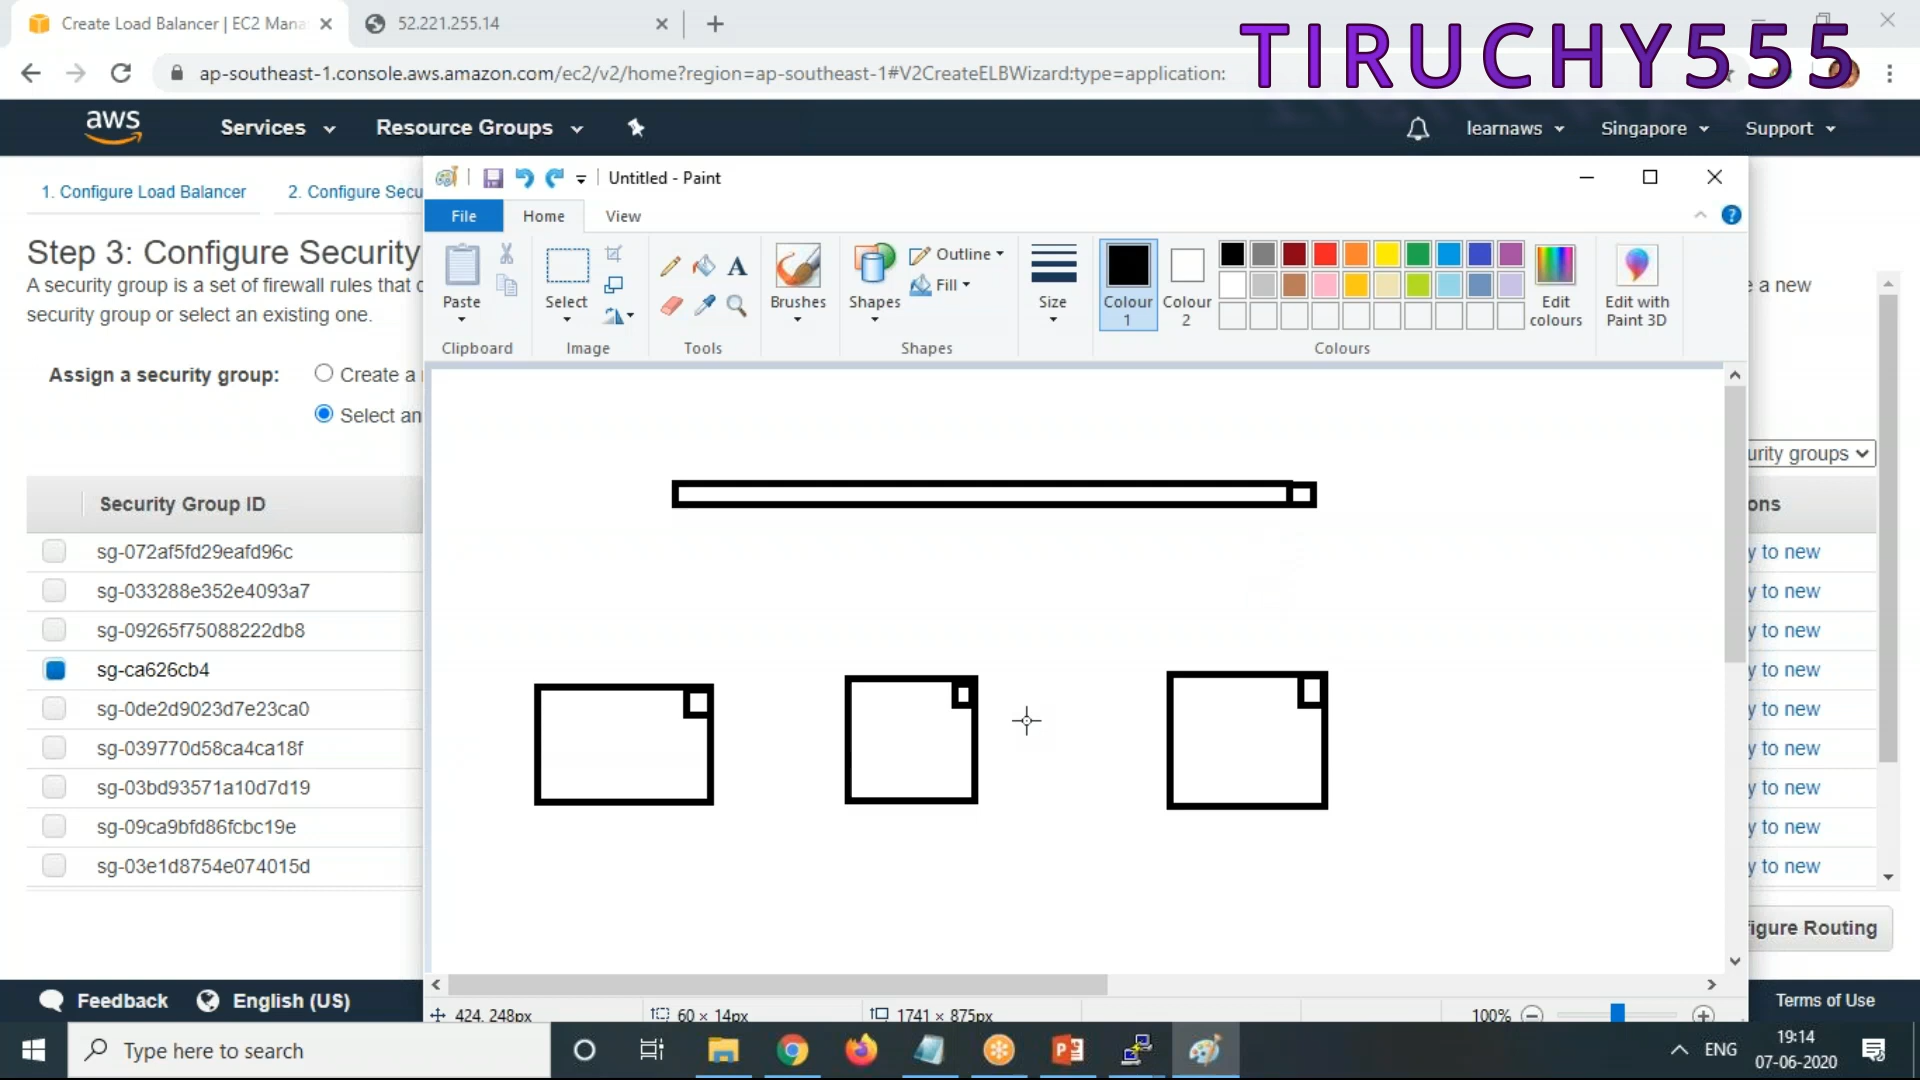 Create Load Balancer | EC2 Mana
52.221.255.14
TIRUCHY555
ap-southeast-1.console.aws.amazon.com/ec2/v2/home?region=ap-southeast-1#V2CreateELBWizard:type=application:
aws Services Resource Groups learnaws Singapore Support
1. Configure Load Balancer 2. Configure Secu
Untitled - Paint
File Home View
Step 3: Configure Security
A security group is a set of firewall rules that
e a new
security group or select an existing one.
Paste Select Brushes Shapes Outline Fill Size Colour 1 Colour 2 Edit colours Edit with Paint 3D
Clipboard Image Tools Shapes Colours
Assign a security group: Create a
Select an
urity groups
Security Group ID
ons
sg-072af5fd29eafd96c y to new
sg-033288e352e4093a7 y to new
sg-09265f75088222db8 y to new
sg-ca626cb4 y to new
sg-0de2d9023d7e23ca0 y to new
sg-039770d58ca4ca18f y to new
sg-03bd93571a10d7d19 y to new
sg-09ca9bfd86fcbc19e y to new
sg-03e1d8754e074015d y to new
igure Routing
Feedback English (US) Terms of Use
424, 248px 60 × 14px 1741 × 875px 100%
Type here to search
ENG
19:14
07-06-2020